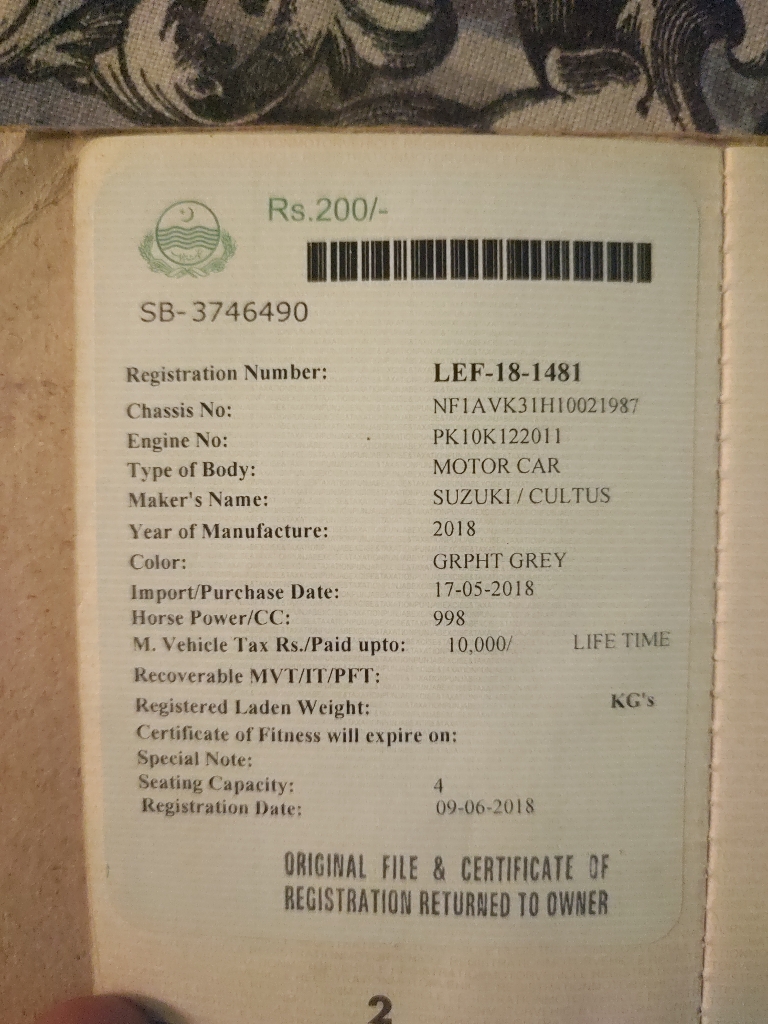 Rs.200/-
SB-3746490
Registration Number: LEF-18-1481
Chassis No: NF1AVK31H10021987
Engine No: PK10K122011
Type of Body: MOTOR CAR
Maker's Name: SUZUKI / CULTUS
Year of Manufacture: 2018
Color: GRPHT GREY
Import/Purchase Date: 17-05-2018
Horse Power/CC: 998
M. Vehicle Tax Rs./Paid upto: 10,000/ LIFE TIME
Recoverable MVT/IT/PFT:
Registered Laden Weight: KG's
Certificate of Fitness will expire on:
Special Note:
Seating Capacity: 4
Registration Date: 09-06-2018
ORIGINAL FILE & CERTIFICATE OF
REGISTRATION RETURNED TO OWNER
2